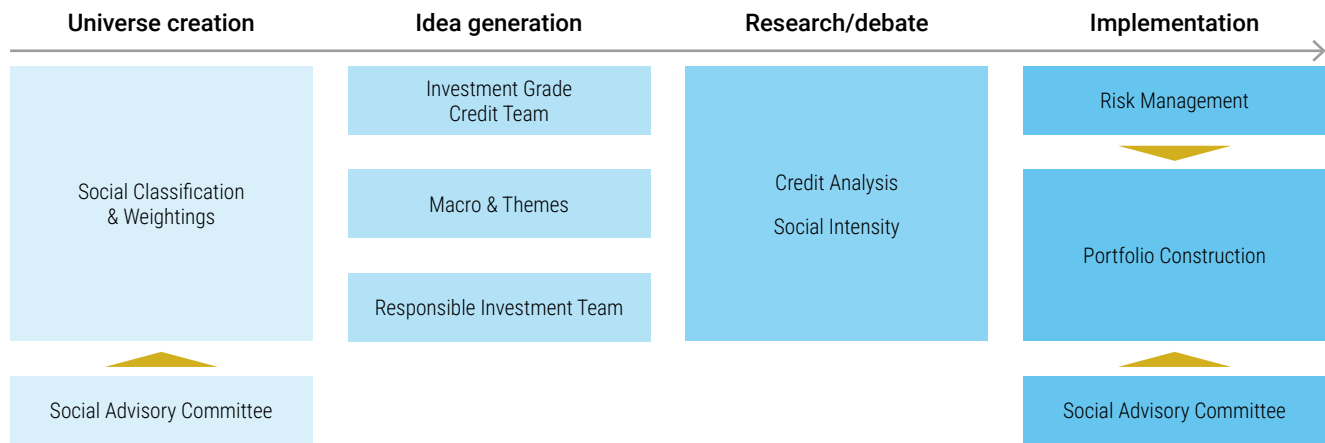 Universe creation
Idea generation
Research/debate
Implementation
Social Classification
& Weightings
Social Advisory Committee
Investment Grade
Credit Team
Macro & Themes
Responsible Investment Team
Credit Analysis
Social Intensity
Risk Management
Portfolio Construction
Social Advisory Committee